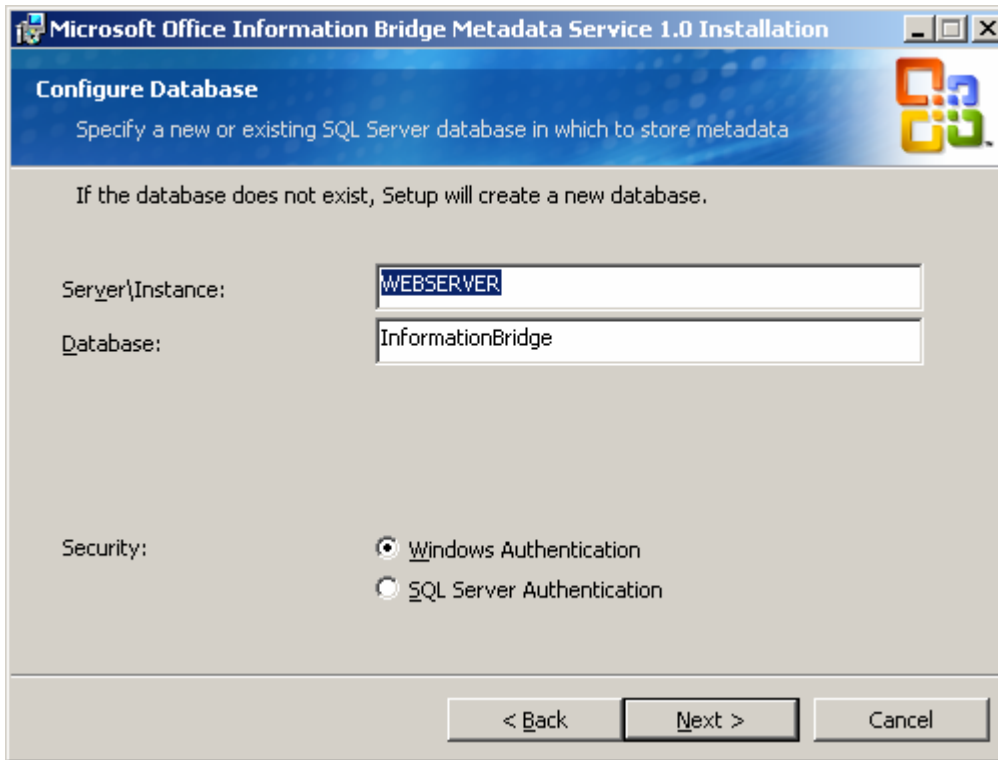 Microsoft Office Information Bridge Metadata Service 1.0 Installation
Configure Database
Specify a new or existing SQL Server database in which to store metadata
If the database does not exist, Setup will create a new database.
Server\Instance: WEBSERVER
Database: InformationBridge
Security: Windows Authentication
SQL Server Authentication
< Back Next > Cancel